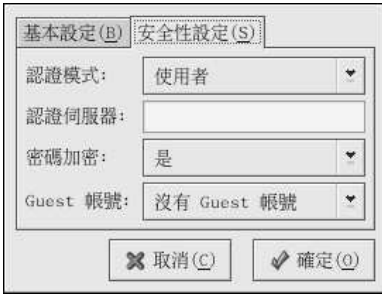 基本設定(B) 安全性設定(S)
認證模式: 使用者
認證伺服器:
密碼加密: 是
Guest 帳號: 沒有 Guest 帳號
取消(C) 確定(O)